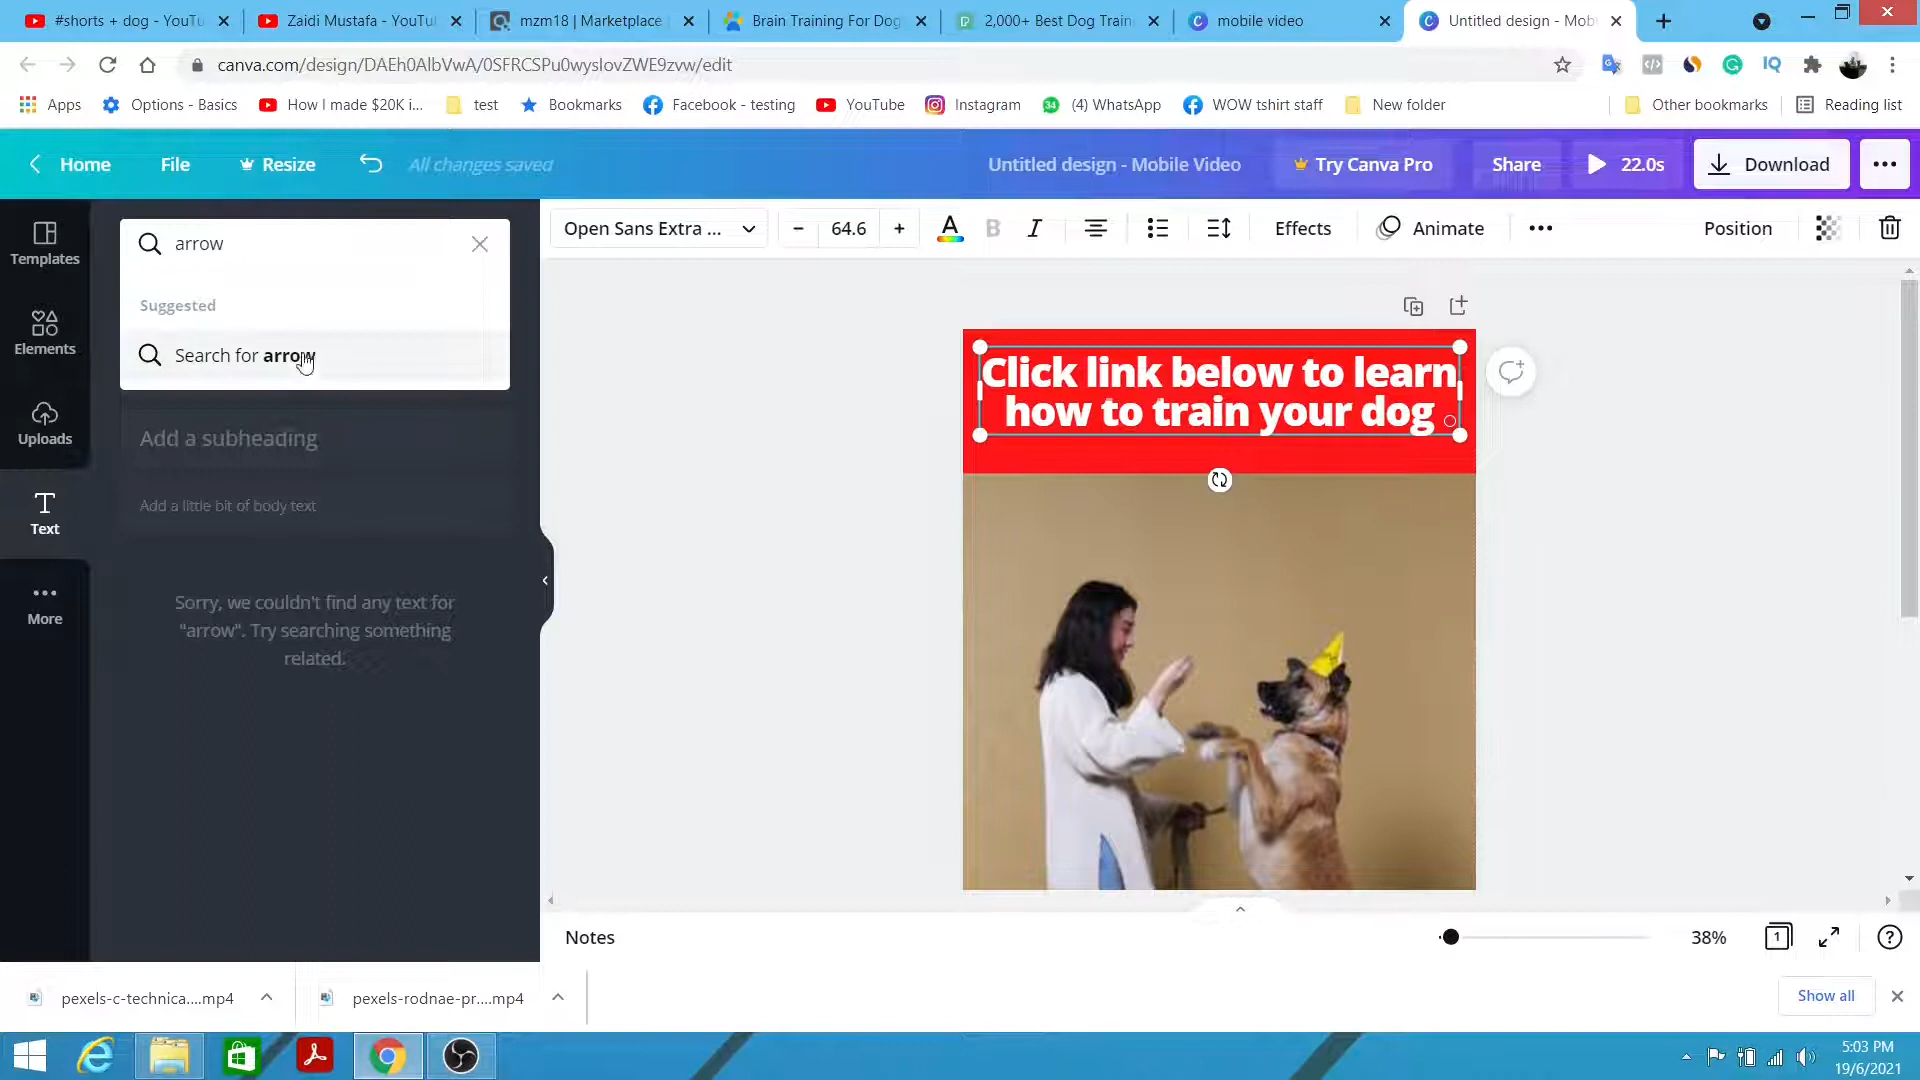 #shorts + dog - YouTu
Zaidi Mustafa - YouTu
mzm18 | Marketplace
Brain Training For Dog
2,000+ Best Dog Train
mobile video
Untitled design - Mob
canva.com/design/DAEh0AlbVwA/0SFRCSPu0wysIovZWE9zvw/edit
Apps
Options - Basics
How I made $20K i...
test
Bookmarks
Facebook - testing
YouTube
Instagram
34
(4) WhatsApp
WOW tshirt staff
New folder
Other bookmarks
Reading list
Home
File
Resize
All changes saved
Untitled design - Mobile Video
Try Canva Pro
Share
22.0s
Download
Templates
Elements
Uploads
Text
More
arrow
Suggested
Search for arrow
Add a subheading
Add a little bit of body text
Sorry, we couldn't find any text for
"arrow". Try searching something
related.
Open Sans Extra ...
64.6
A
B
I
Effects
Animate
Position
Click link below to learn
how to train your dog
Notes
38%
1
pexels-c-technica....mp4
pexels-rodnae-pr....mp4
Show all
5:03 PM
19/6/2021